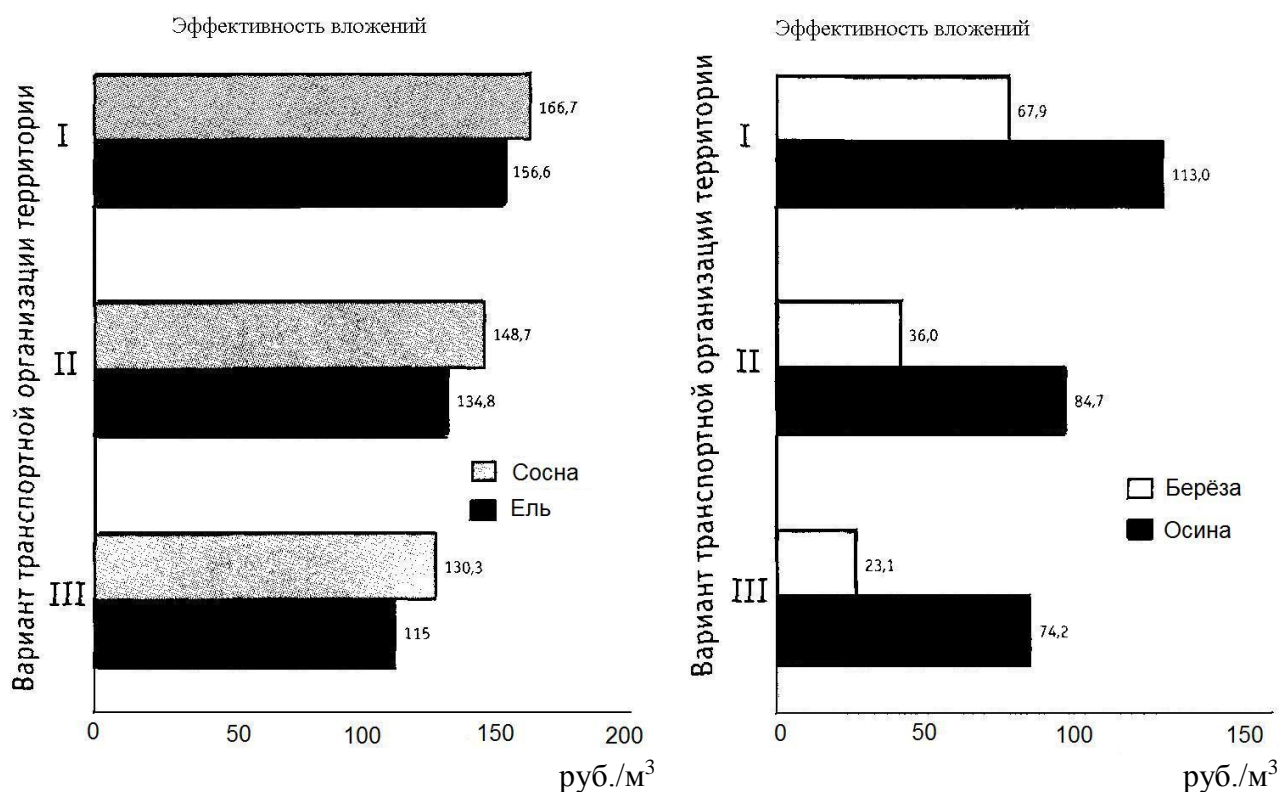 Эффективность вложений
Вариант транспортной организации территории
I
166,7
156,6
II
148,7
134,8
Сосна
Ель
III
130,3
115
0 50 100 150 200
руб./м³
Эффективность вложений
Вариант транспортной организации территории
I
67,9
113,0
II
36,0
84,7
Берёза
Осина
III
23,1
74,2
0 50 100 150
руб./м³